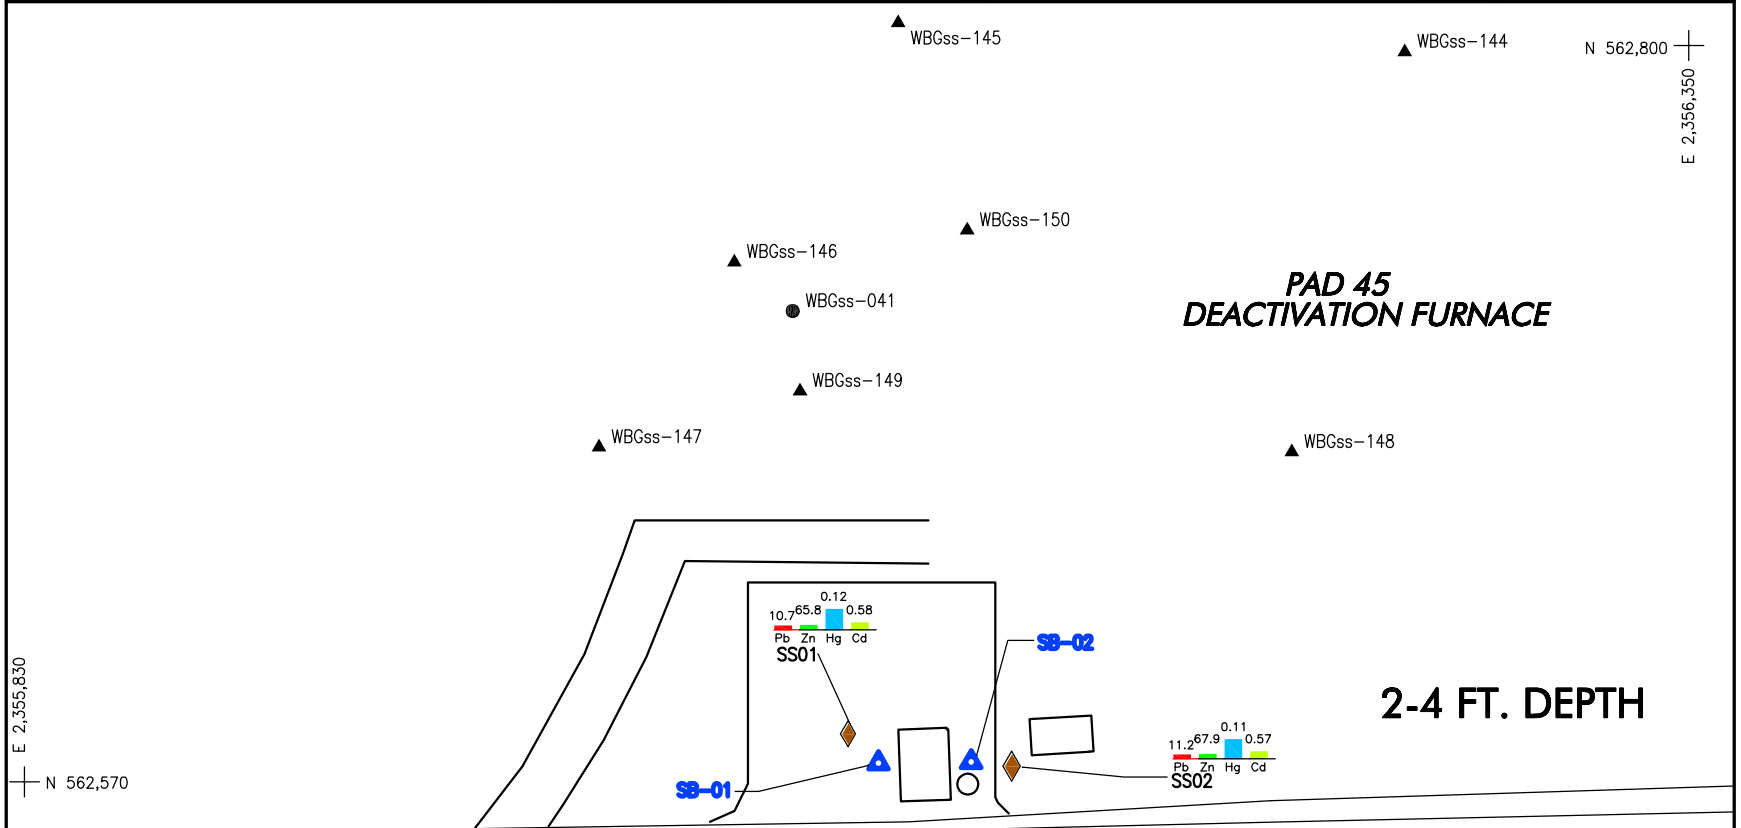 WBGss-145
WBGss-144
N 562,800
E 2,356,350
WBGss-150
WBGss-146
PAD 45
DEACTIVATION FURNACE
WBGss-041
WBGss-149
WBGss-147
WBGss-148
0.12
10.7 65.8 0.58
Pb Zn Hg Cd
SS01
SB-02
E 2,355,830
2-4 FT. DEPTH
0.11
11.2 67.9 0.57
Pb Zn Hg Cd
SS02
N 562,570
SB-01